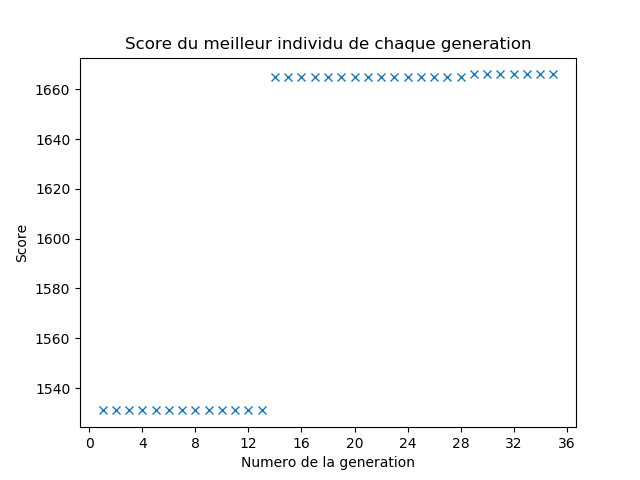 Score du meilleur individu de chaque generation
Score
1660
1640
1620
1600
1580
1560
1540
0 4 8 12 16 20 24 28 32 36
Numero de la generation